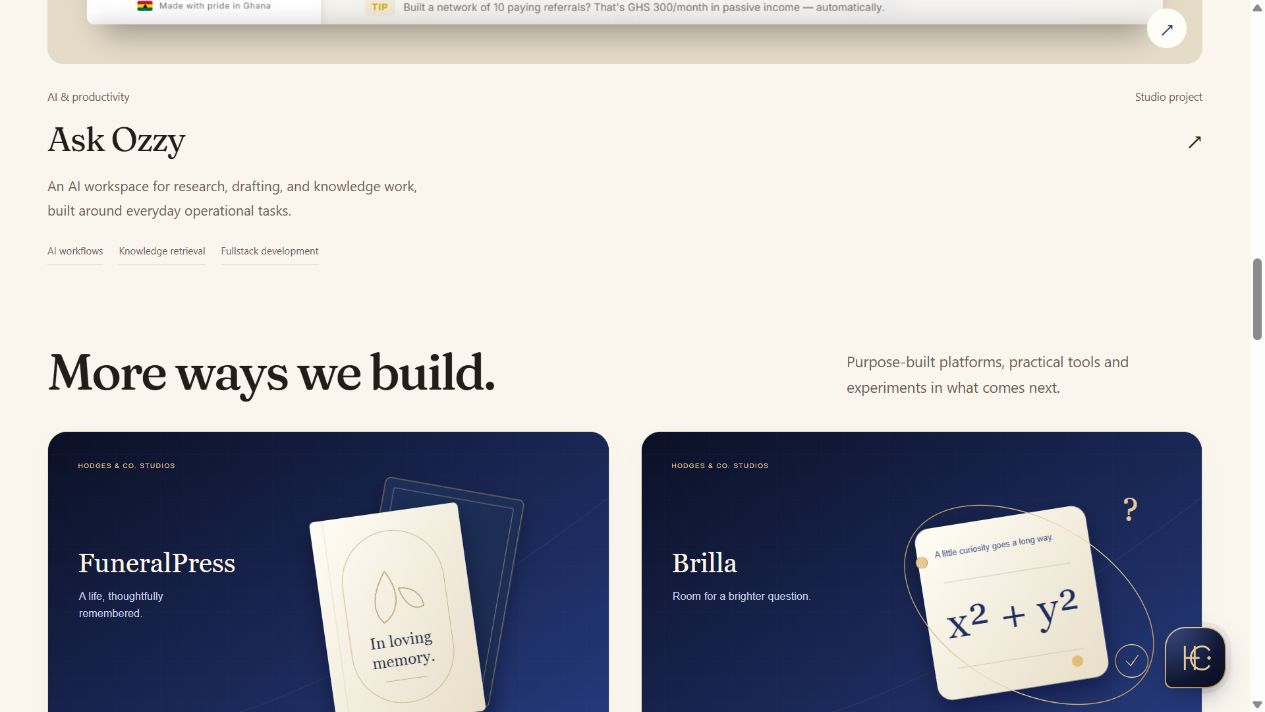 Made with pride in Ghana
TIP Built a network of 10 paying referrals? That's GHS 300/month in passive income — automatically.
↗
AI & productivity
Studio project
Ask Ozzy
↗
An AI workspace for research, drafting, and knowledge work,
built around everyday operational tasks.
AI workflows Knowledge retrieval Fullstack development
More ways we build.
Purpose-built platforms, practical tools and
experiments in what comes next.
HODGES & CO. STUDIOS
FuneralPress
A life, thoughtfully
remembered.
In loving
memory.
HODGES & CO. STUDIOS
Brilla
Room for a brighter question.
A little curiosity goes a long way.
x² + y²
?
HC